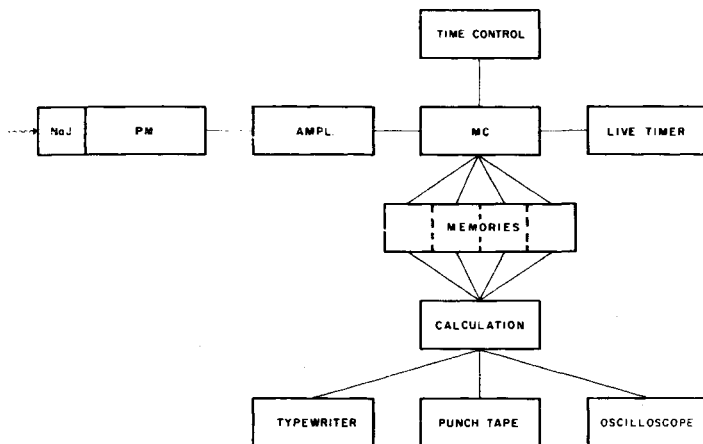 TIME CONTROL
NaJ
PM
AMPL.
MC
LIVE TIMER
MEMORIES
CALCULATION
TYPEWRITER
PUNCH TAPE
OSCILLOSCOPE